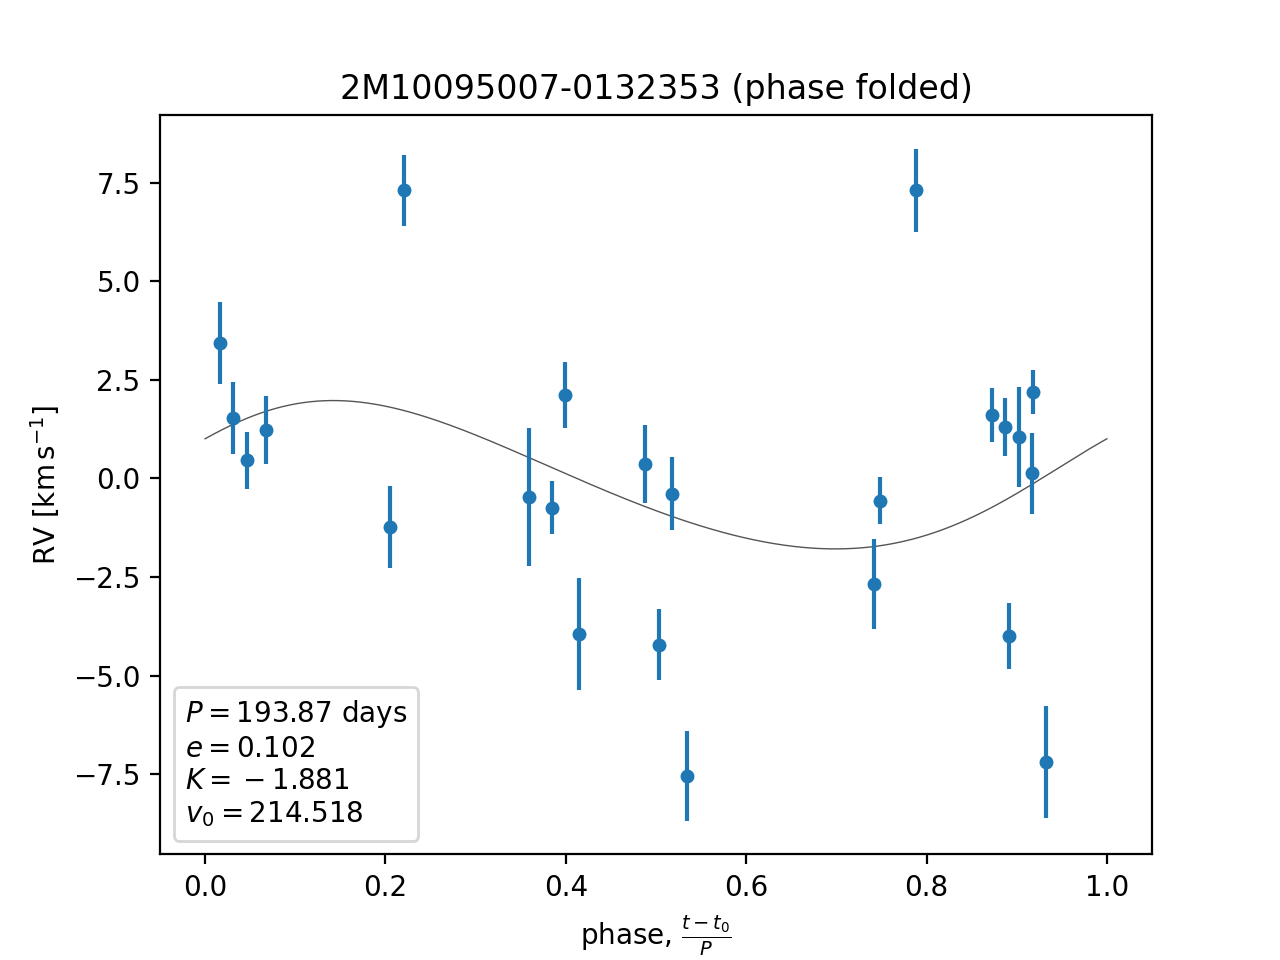 2M10095007-0132353 (phase folded)
RV [km s⁻¹]
7.5
5.0
2.5
0.0
−2.5
−5.0
−7.5
P = 193.87 days
e = 0.102
K = −1.881
v₀ = 214.518
0.0 0.2 0.4 0.6 0.8 1.0
phase, (t − t₀)/P